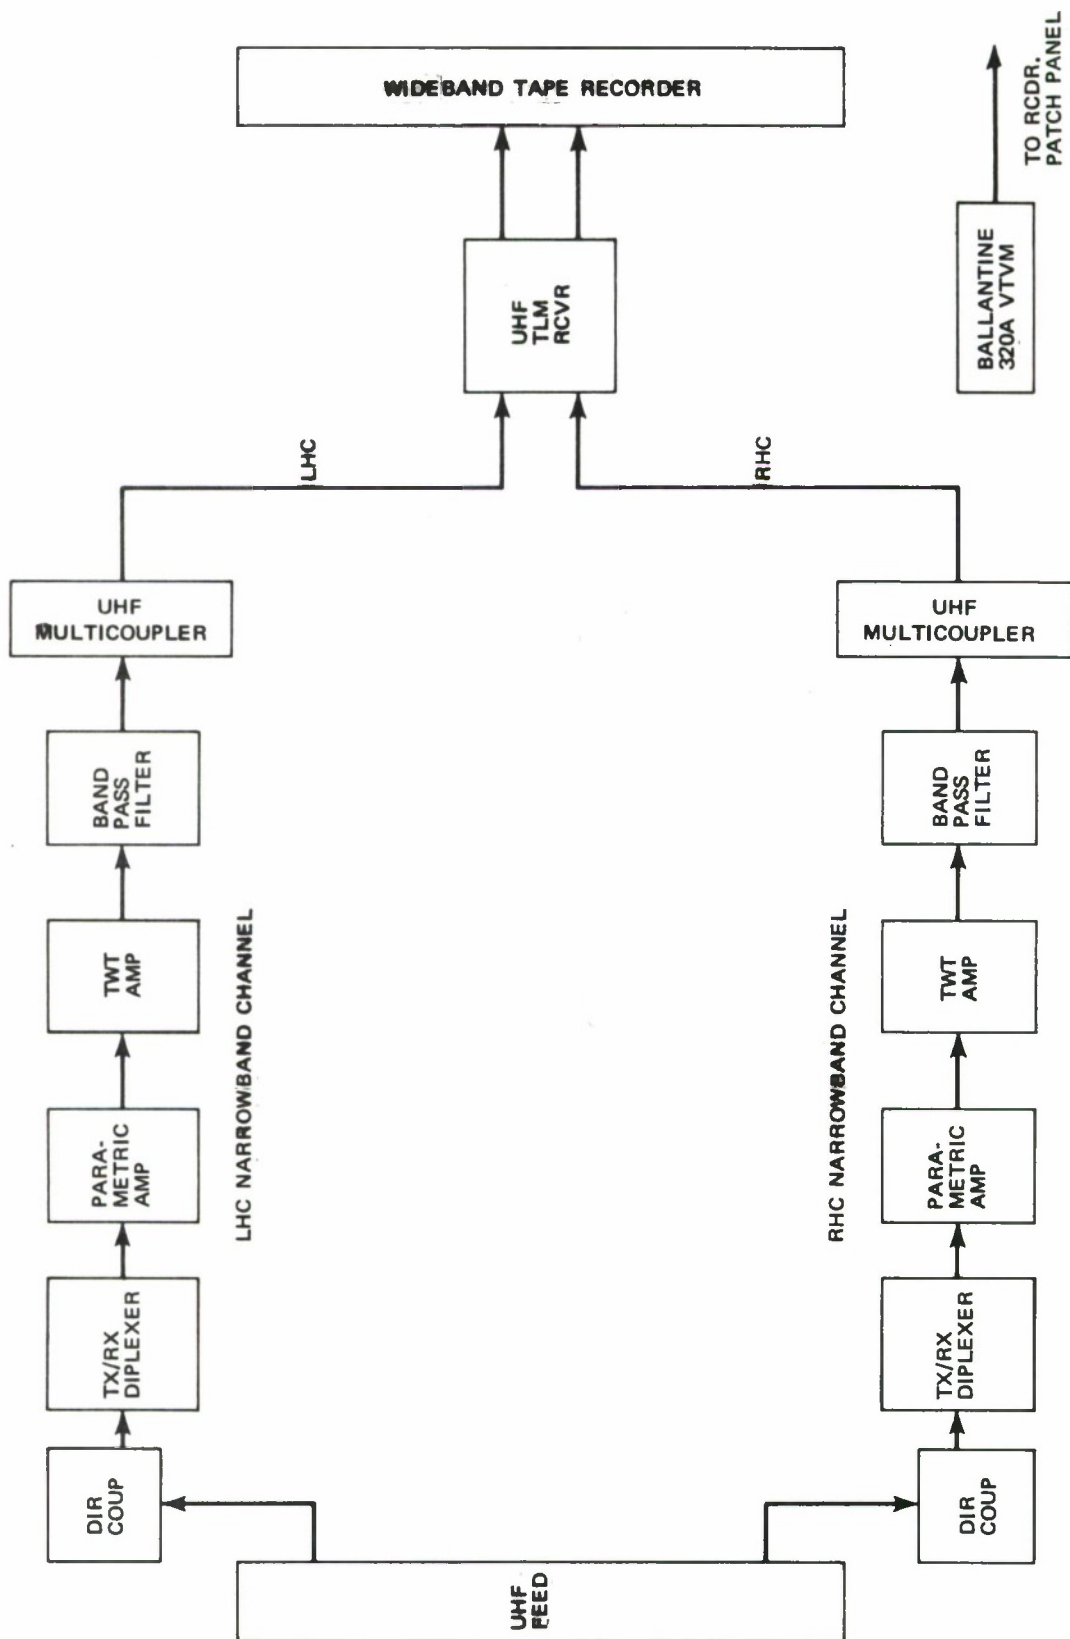 UHF
FEED
DIR
COUP
TX/RX
DIPLEXER
PARA-
METRIC
AMP
TWT
AMP
BAND
PASS
FILTER
UHF
MULTICOUPLER
LHC NARROWBAND CHANNEL
LHC
UHF
TLM
RCVR
WIDEBAND TAPE RECORDER
DIR
COUP
TX/RX
DIPLEXER
PARA-
METRIC
AMP
TWT
AMP
BAND
PASS
FILTER
UHF
MULTICOUPLER
RHC NARROWBAND CHANNEL
RHC
BALLANTINE
320A VTVM
TO RCDR.
PATCH PANEL